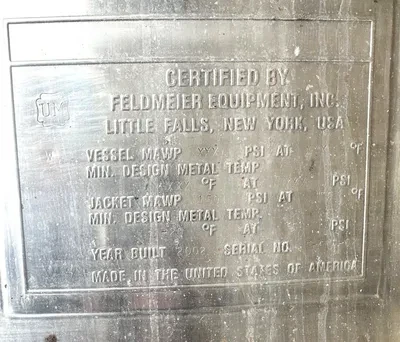 CERTIFIED BY
FELDMEIER EQUIPMENT, INC.
LITTLE FALLS, NEW YORK, USA
VESSEL MAWP PSI AT °F
MIN. DESIGN METAL TEMP.
°F AT PSI
JACKET MAWP PSI AT °F
MIN. DESIGN METAL TEMP.
°F AT PSI
YEAR BUILT 2002 SERIAL NO.
MADE IN THE UNITED STATES OF AMERICA